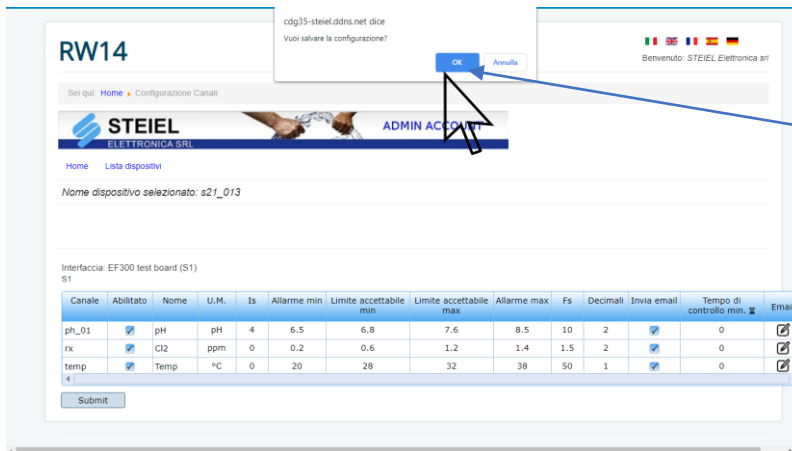 cdg35-steiel.ddns.net dice
Vuoi salvare la configurazione?
OK Annulla
RW14
Benvenuto: STEIEL Elettronica srl
Sei qui: Home Configurazione Canali
STEIEL
ELETTRONICA SRL
ADMIN ACCOUNT
Home Lista dispositivi
Nome dispositivo selezionato: s21_013
Interfaccia: EF300 test board (S1)
S1
Canale Abilitato Nome U.M. Is Allarme min Limite accettabile min Limite accettabile max Allarme max Fs Decimali Invia email Tempo di controllo min. Emai
ph_01 pH pH 4 6.5 6.8 7.6 8.5 10 2 0
rx Cl2 ppm 0 0.2 0.6 1.2 1.4 1.5 2 0
temp Temp °C 0 20 28 32 38 50 1 0
Submit